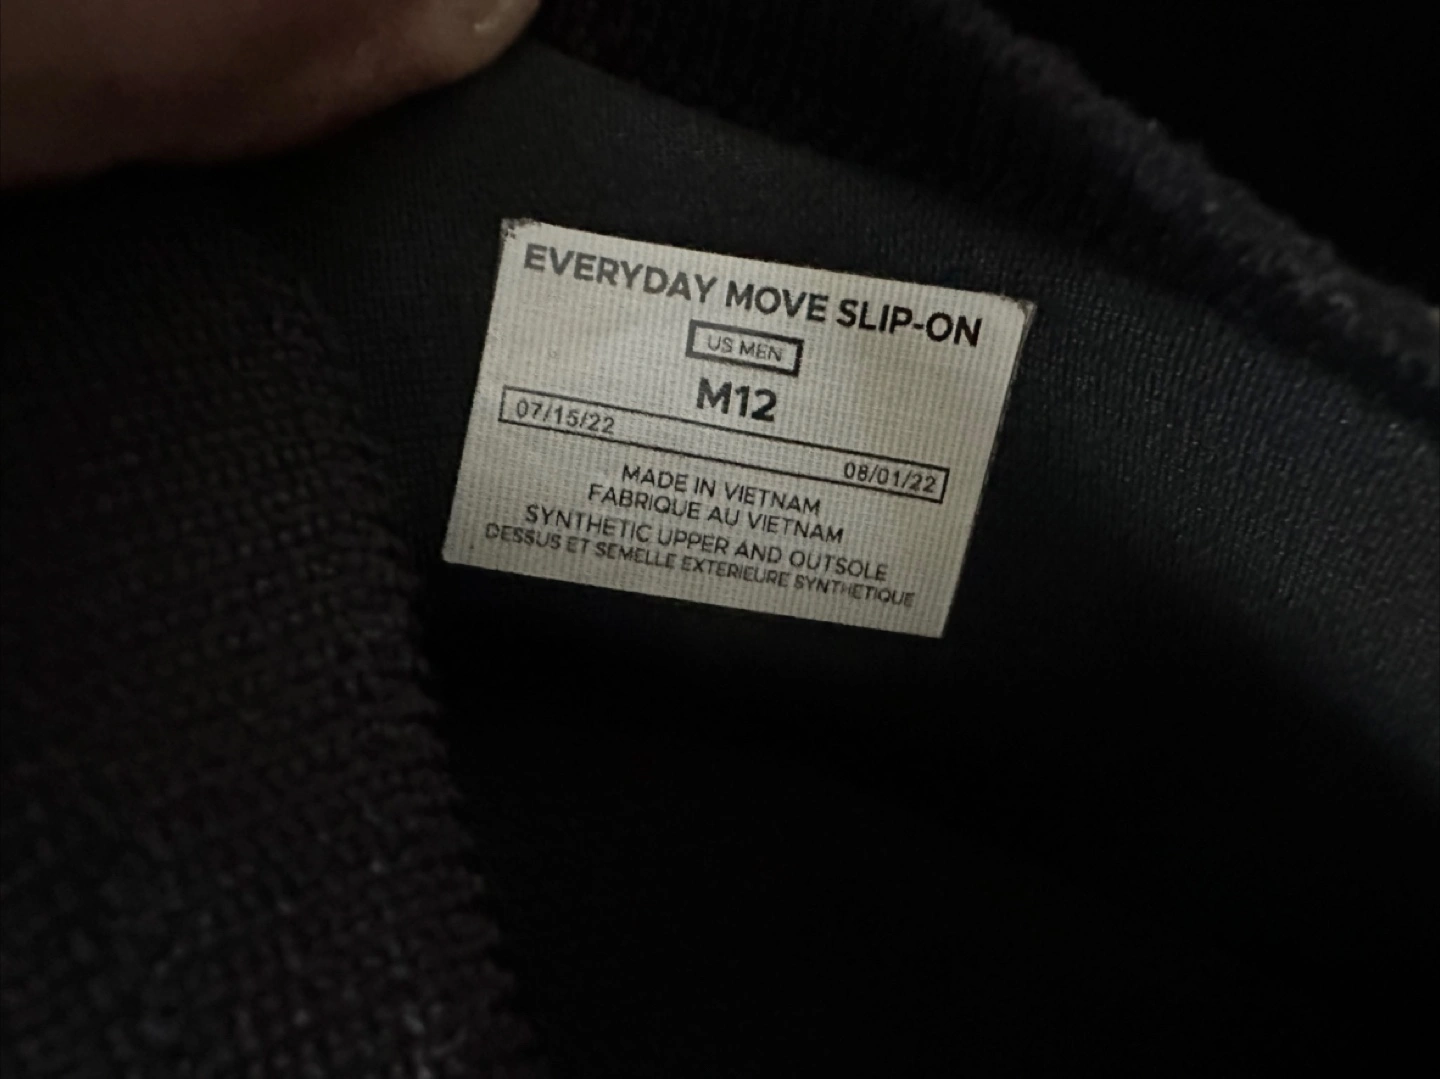 EVERYDAY MOVE SLIP-ON
US MEN
M12
07/15/22
08/01/22
MADE IN VIETNAM
FABRIQUE AU VIETNAM
SYNTHETIC UPPER AND OUTSOLE
DESSUS ET SEMELLE EXTERIEURE SYNTHETIQUE